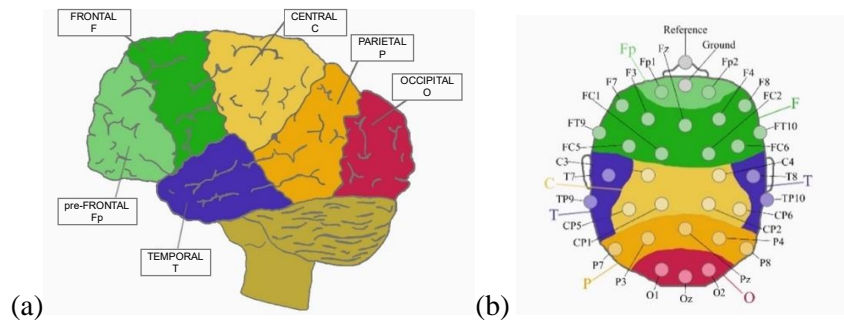 FRONTAL
F
CENTRAL
C
PARIETAL
P
OCCIPITAL
O
pre-FRONTAL
Fp
TEMPORAL
T
(a)
Reference
Ground
Fp
Fz
Fp1
Fp2
F3
F4
F7
F8
FC1
FC2
F
FT9
FT10
FC5
FC6
C3
C4
T7
T8
C
T
TP9
TP10
T
CP5
CP6
CP1
CP2
P7
P4
P8
P3
Pz
P
O1
Oz
O2
O
(b)